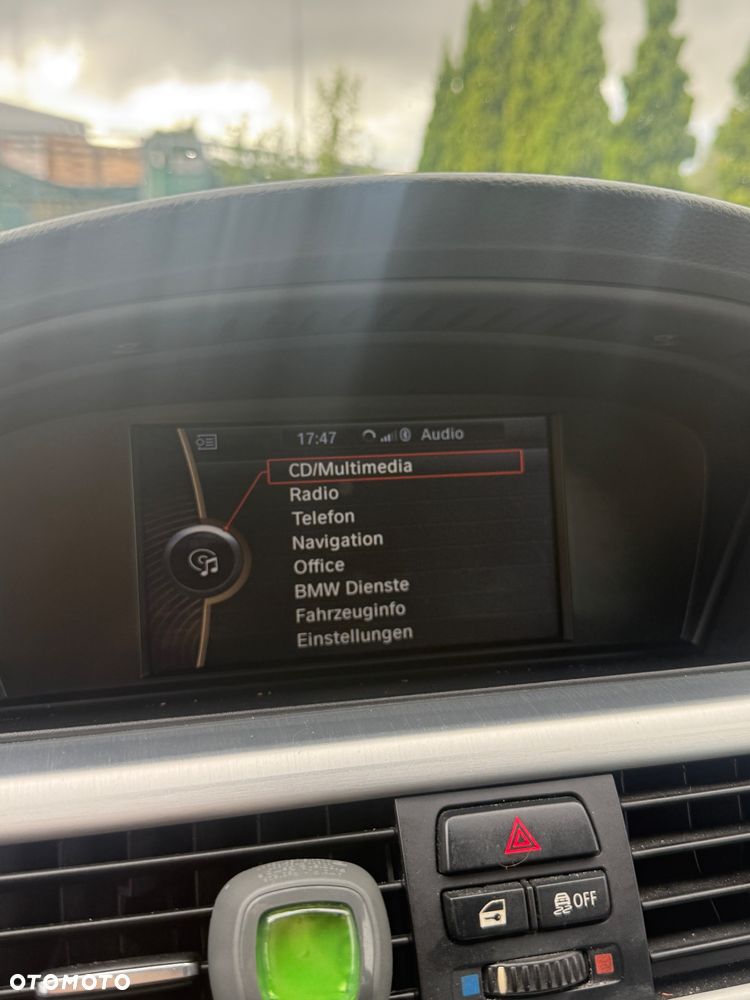 17:47 Audio
CD/Multimedia
Radio
Telefon
Navigation
Office
BMW Dienste
Fahrzeuginfo
Einstellungen
OFF
OTOMOTO